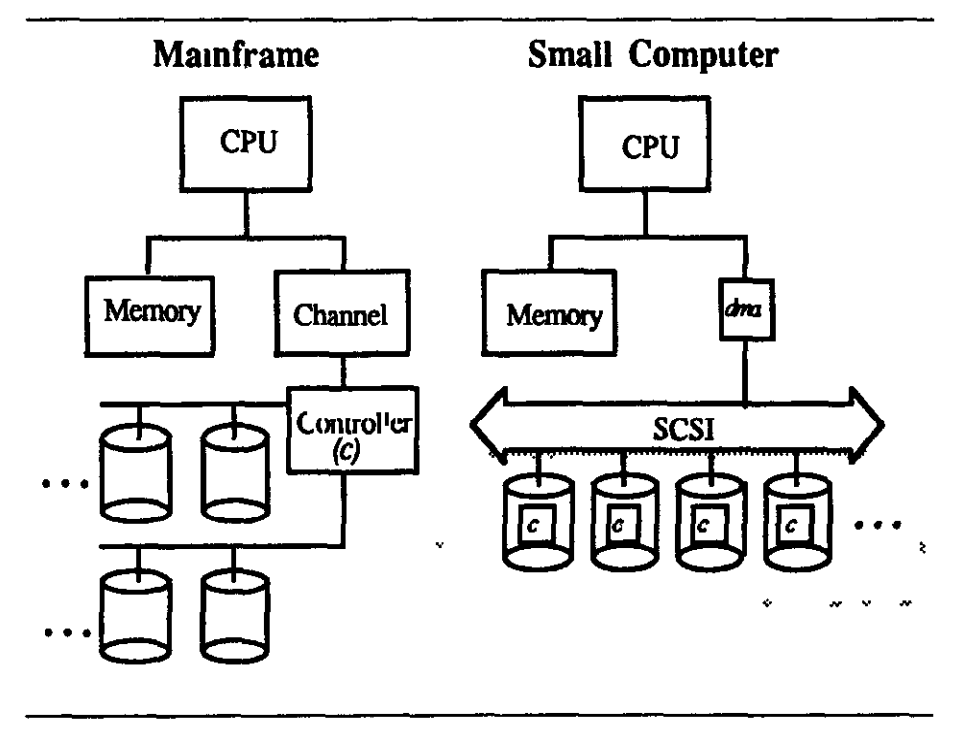 Mainframe
CPU
Memory
Channel
Controller
(c)
Small Computer
CPU
Memory
dma
SCSI
c
c
c
c